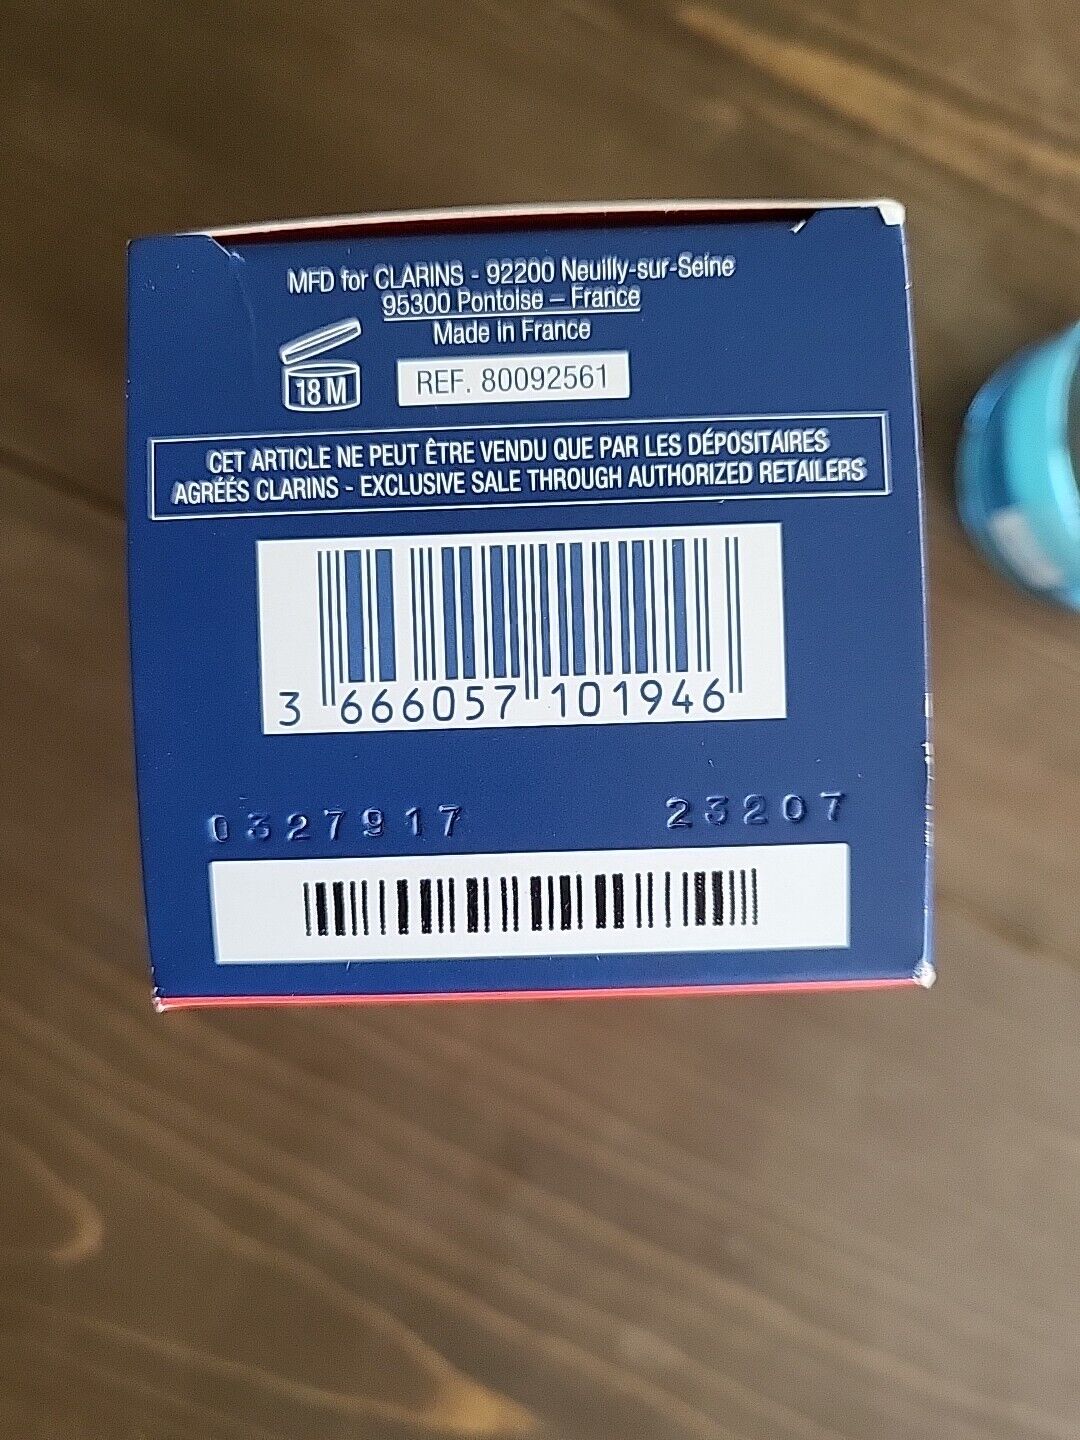 MFD for CLARINS - 92200 Neuilly-sur-Seine
95300 Pontoise – France
Made in France
18 M
REF. 80092561
CET ARTICLE NE PEUT ÊTRE VENDU QUE PAR LES DÉPOSITAIRES
AGRÉÉS CLARINS - EXCLUSIVE SALE THROUGH AUTHORIZED RETAILERS
3 666057 101946
0327917 23207